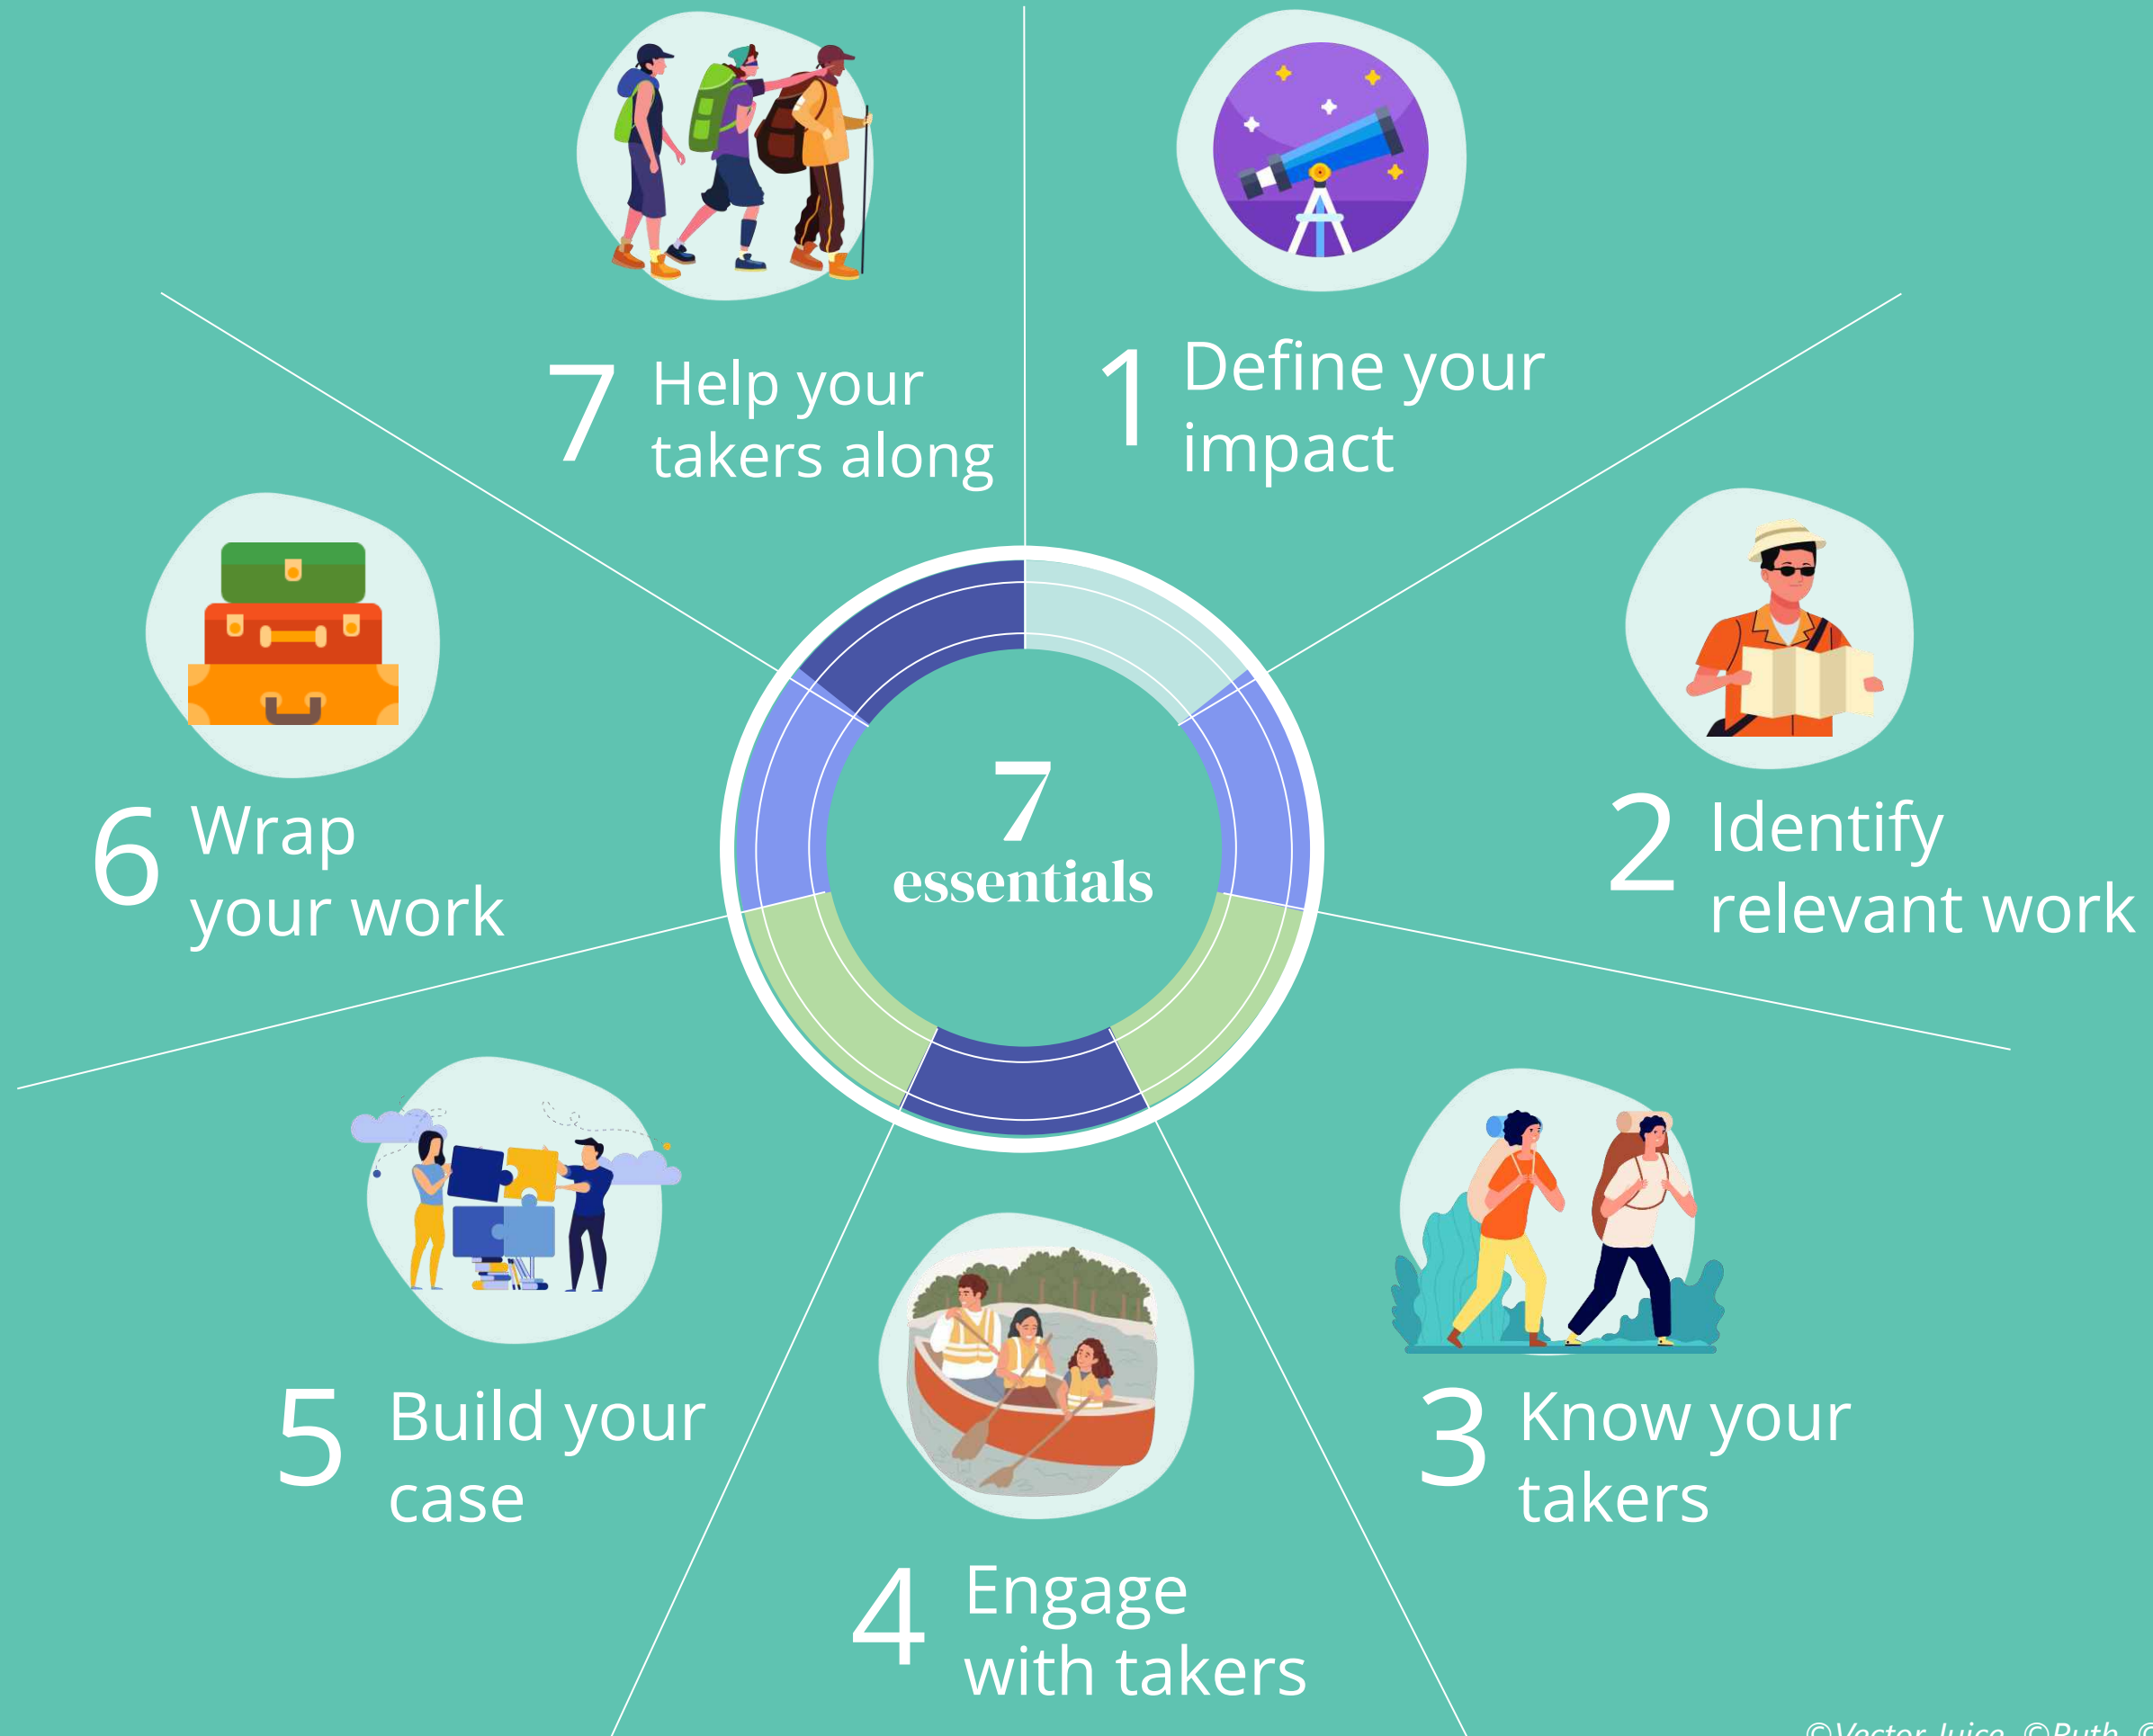 7
essentials
1
Define your
impact
2
Identify
relevant work
3
Know your
takers
4
Engage
with takers
5
Build your
case
6
Wrap
your work
7
Help your
takers along
©Vector Juice, ©Ruth,